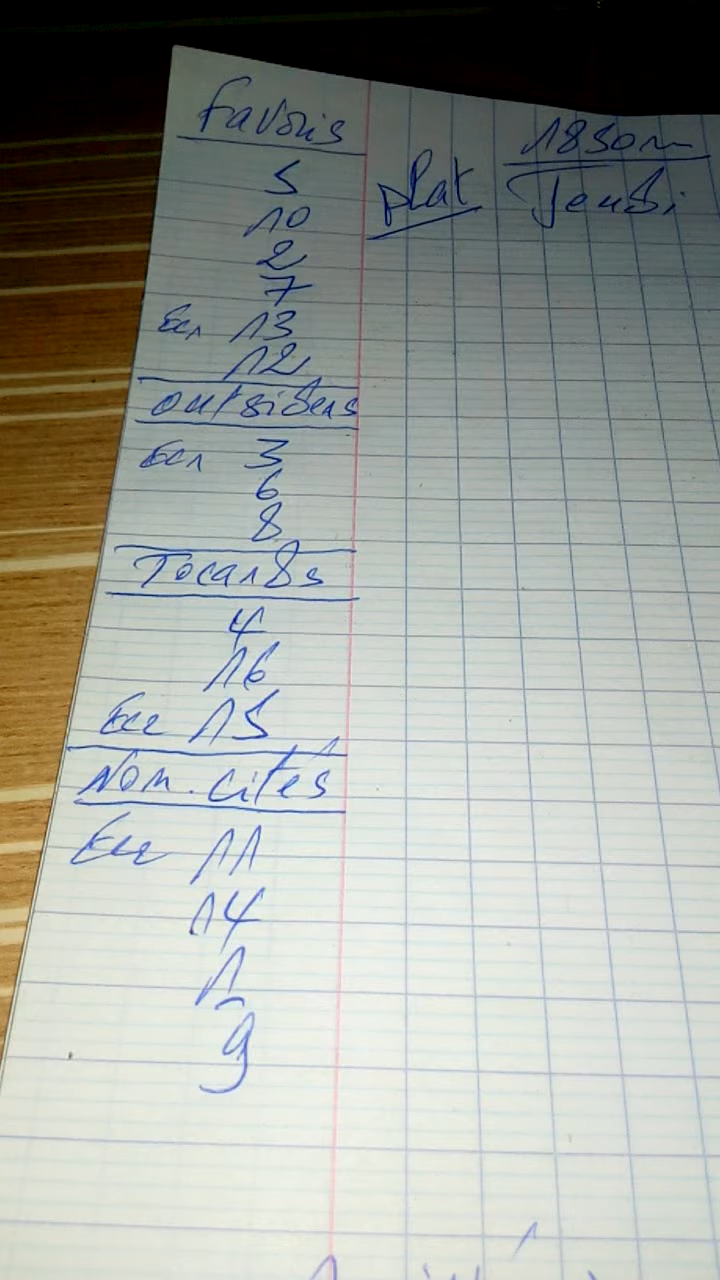 favoris
5
10
2
7
Ecr 13
12
outsiders
Ecr 3
6
8
Tocards
4
16
Ecr 15
Non. cités
Ecr 11
14
1
9
plat
1850m
Jeudi